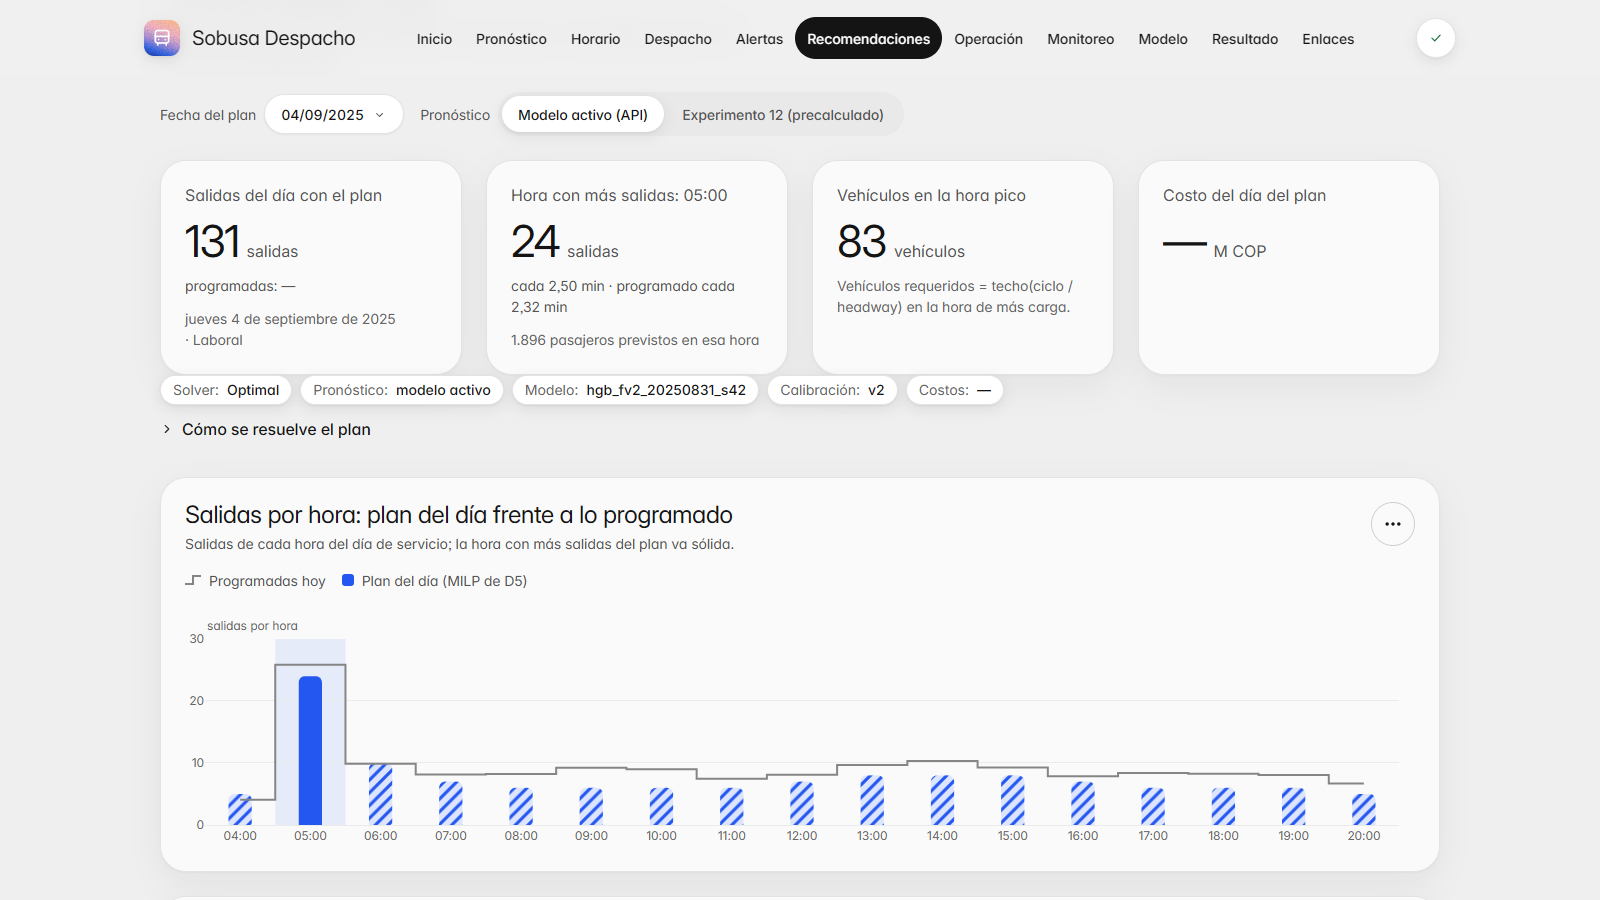 Sobusa Despacho
Inicio
Pronóstico
Horario
Despacho
Alertas
Recomendaciones
Operación
Monitoreo
Modelo
Resultado
Enlaces
Fecha del plan
04/09/2025
Pronóstico
Modelo activo (API)
Experimento 12 (precalculado)
Salidas del día con el plan
131 salidas
programadas: —
jueves 4 de septiembre de 2025
· Laboral
Hora con más salidas: 05:00
24 salidas
cada 2,50 min · programado cada
2,32 min
1.896 pasajeros previstos en esa hora
Vehículos en la hora pico
83 vehículos
Vehículos requeridos = techo(ciclo /
headway) en la hora de más carga.
Costo del día del plan
— M COP
Solver: Optimal
Pronóstico: modelo activo
Modelo: hgb_fv2_20250831_s42
Calibración: v2
Costos: —
Cómo se resuelve el plan
Salidas por hora: plan del día frente a lo programado
Salidas de cada hora del día de servicio; la hora con más salidas del plan va sólida.
Programadas hoy
Plan del día (MILP de D5)
salidas por hora
30
20
10
0
04:00
05:00
06:00
07:00
08:00
09:00
10:00
11:00
12:00
13:00
14:00
15:00
16:00
17:00
18:00
19:00
20:00